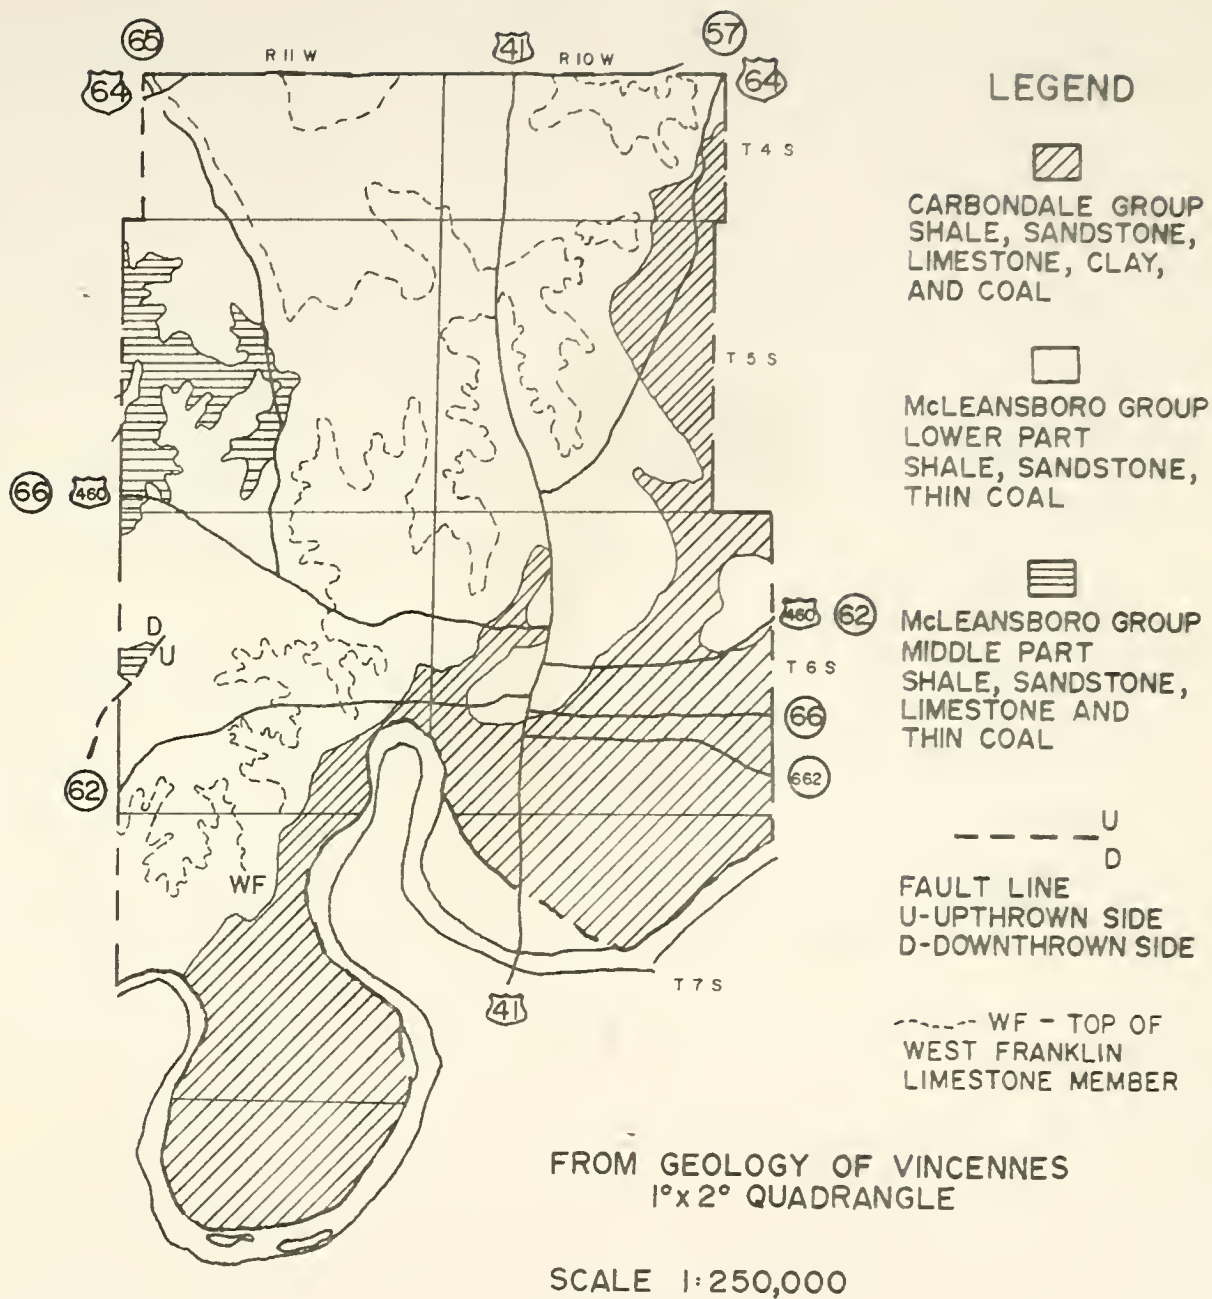 65
41
57
R 11 W
R 10 W
64
64
T 4 S
T 5 S
66
460
D
U
460
62
T 6 S
66
62
662
WF
T 7 S
41
LEGEND
CARBONDALE GROUP
SHALE, SANDSTONE,
LIMESTONE, CLAY,
AND COAL
McLEANSBORO GROUP
LOWER PART
SHALE, SANDSTONE,
THIN COAL
McLEANSBORO GROUP
MIDDLE PART
SHALE, SANDSTONE,
LIMESTONE AND
THIN COAL
U
D
FAULT LINE
U-UPTHROWN SIDE
D-DOWNTHROWN SIDE
WF - TOP OF
WEST FRANKLIN
LIMESTONE MEMBER
FROM GEOLOGY OF VINCENNES
1°x 2° QUADRANGLE
SCALE 1:250,000